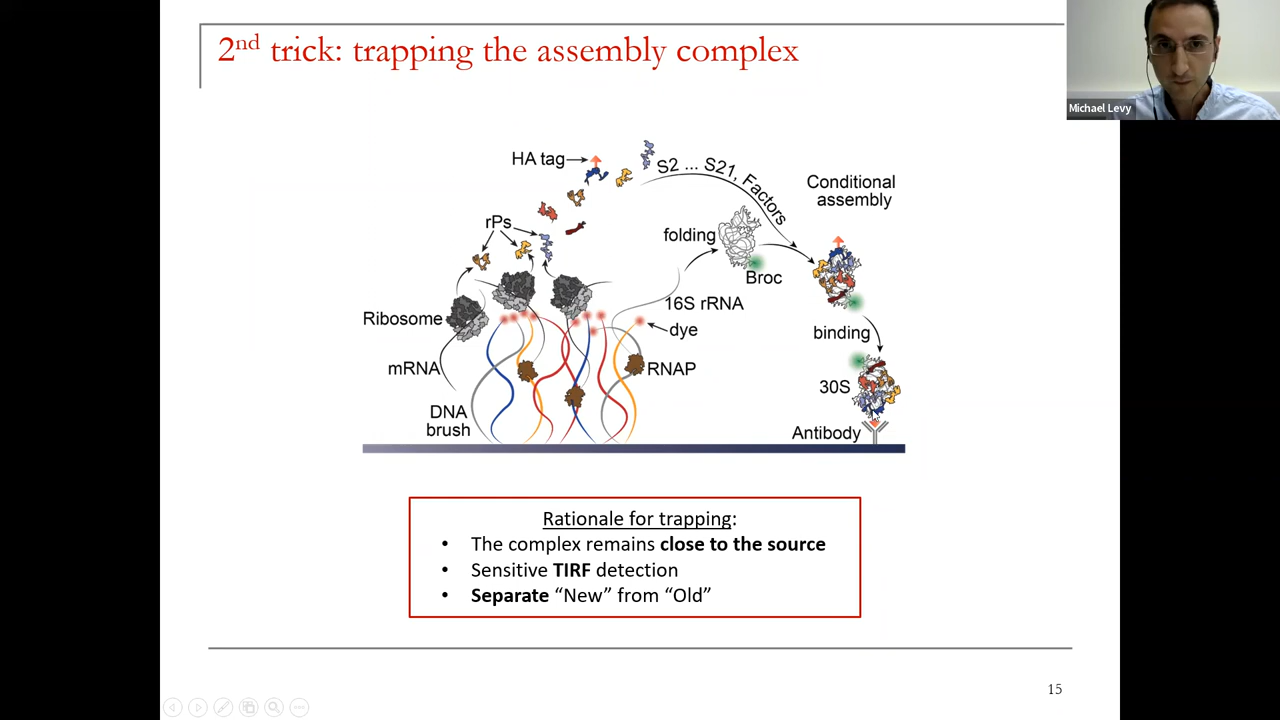 2nd trick: trapping the assembly complex
Michael Levy
HA tag
S2 ... S21, Factors
Conditional
assembly
rPs
folding
Broc
Ribosome
16S rRNA
dye
binding
mRNA
RNAP
30S
DNA
brush
Antibody
Rationale for trapping:
• The complex remains close to the source
• Sensitive TIRF detection
• Separate “New” from “Old”
15